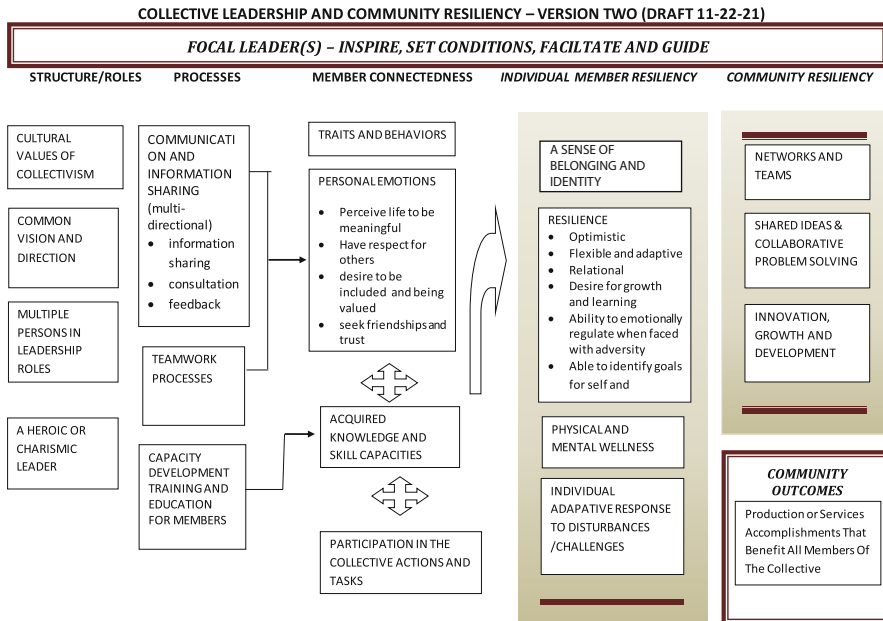 COLLECTIVE LEADERSHIP AND COMMUNITY RESILIENCY – VERSION TWO (DRAFT 11-22-21)
FOCAL LEADER(S) – INSPIRE, SET CONDITIONS, FACILTATE AND GUIDE
STRUCTURE/ROLES
CULTURAL
VALUES OF
COLLECTIVISM
COMMON
VISION AND
DIRECTION
MULTIPLE
PERSONS IN
LEADERSHIP
ROLES
A HEROIC OR
CHARISMIC
LEADER
PROCESSES
COMMUNICATI
ON AND
INFORMATION
SHARING
(multi-
directional)
• information
sharing
• consultation
• feedback
TEAMWORK
PROCESSES
CAPACITY
DEVELOPMENT
TRAINING AND
EDUCATION
FOR MEMBERS
MEMBER CONNECTEDNESS
TRAITS AND BEHAVIORS
PERSONAL EMOTIONS
• Perceive life to be
meaningful
• Have respect for
others
• desire to be
included and being
valued
• seek friendships and
trust
ACQUIRED
KNOWLEDGE AND
SKILL CAPACITIES
PARTICIPATION IN THE
COLLECTIVE ACTIONS AND
TASKS
INDIVIDUAL MEMBER RESILIENCY
A SENSE OF
BELONGING AND
IDENTITY
RESILIENCE
• Optimistic
• Flexible and adaptive
• Relational
• Desire for growth
and learning
• Ability to emotionally
regulate when faced
with adversity
• Able to identify goals
for self and
PHYSICAL AND
MENTAL WELLNESS
INDIVIDUAL
ADAPATIVE RESPONSE
TO DISTURBANCES
/CHALLENGES
COMMUNITY RESILIENCY
NETWORKS AND
TEAMS
SHARED IDEAS &
COLLABORATIVE
PROBLEM SOLVING
INNOVATION,
GROWTH AND
DEVELOPMENT
COMMUNITY
OUTCOMES
Production or Services
Accomplishments That
Benefit All Members Of
The Collective